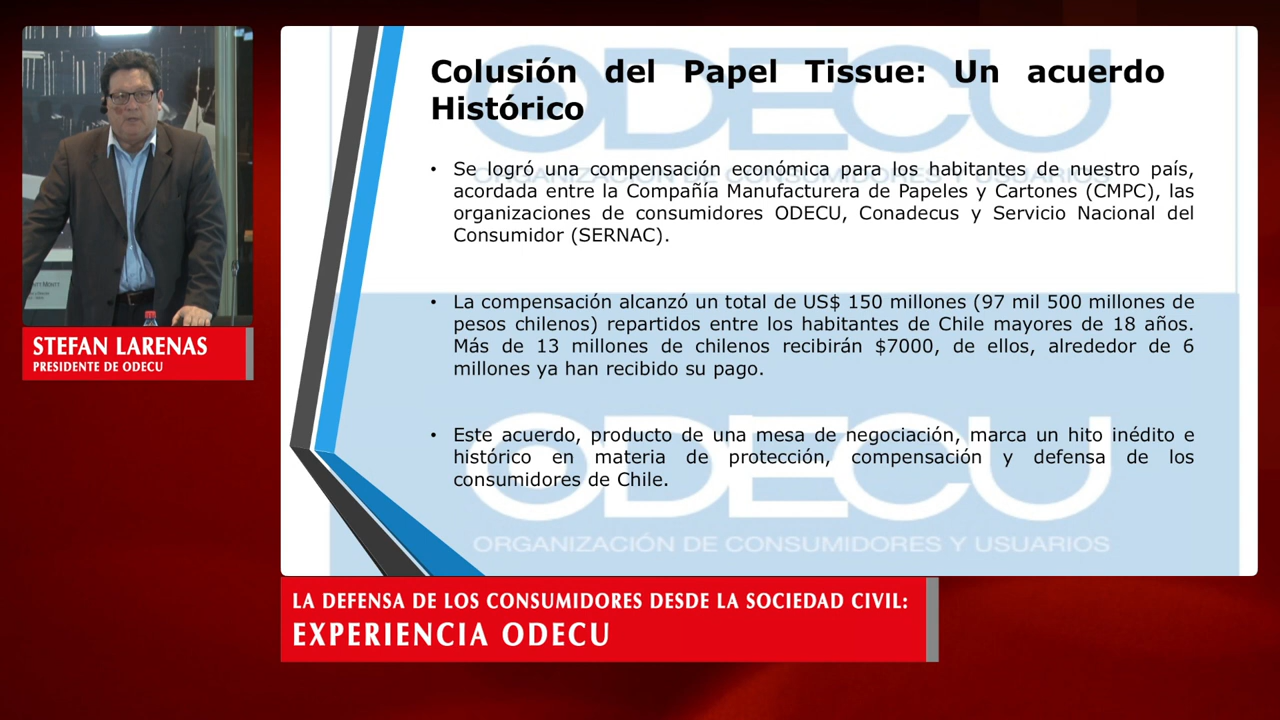 STEFAN LARENAS
PRESIDENTE DE ODECU
Colusión del Papel Tissue: Un acuerdo
Histórico
• Se logró una compensación económica para los habitantes de nuestro país,
acordada entre la Compañía Manufacturera de Papeles y Cartones (CMPC), las
organizaciones de consumidores ODECU, Conadecus y Servicio Nacional del
Consumidor (SERNAC).
• La compensación alcanzó un total de US$ 150 millones (97 mil 500 millones de
pesos chilenos) repartidos entre los habitantes de Chile mayores de 18 años.
Más de 13 millones de chilenos recibirán $7000, de ellos, alrededor de 6
millones ya han recibido su pago.
• Este acuerdo, producto de una mesa de negociación, marca un hito inédito e
histórico en materia de protección, compensación y defensa de los
consumidores de Chile.
ODECU
ORGANIZACIÓN DE CONSUMIDORES Y USUARIOS
ODECU
ORGANIZACIÓN DE CONSUMIDORES Y USUARIOS
LA DEFENSA DE LOS CONSUMIDORES DESDE LA SOCIEDAD CIVIL:
EXPERIENCIA ODECU